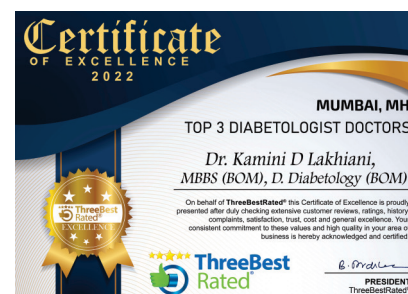 Certificate
OF EXCELLENCE
2022
MUMBAI, MH
TOP 3 DIABETOLOGIST DOCTORS
Dr. Kamini D Lakhiani,
MBBS (BOM), D. Diabetology (BOM)
On behalf of ThreeBestRated® this Certificate of Excellence is proudly
presented after duly checking extensive customer reviews, ratings, history,
complaints, satisfaction, trust, cost and general excellence. Your
consistent commitment to these values and high quality in your area of
business is hereby acknowledged and certified.
ThreeBest
Rated
EXCELLENCE
ThreeBest
Rated®
PRESIDENT
ThreeBestRated®